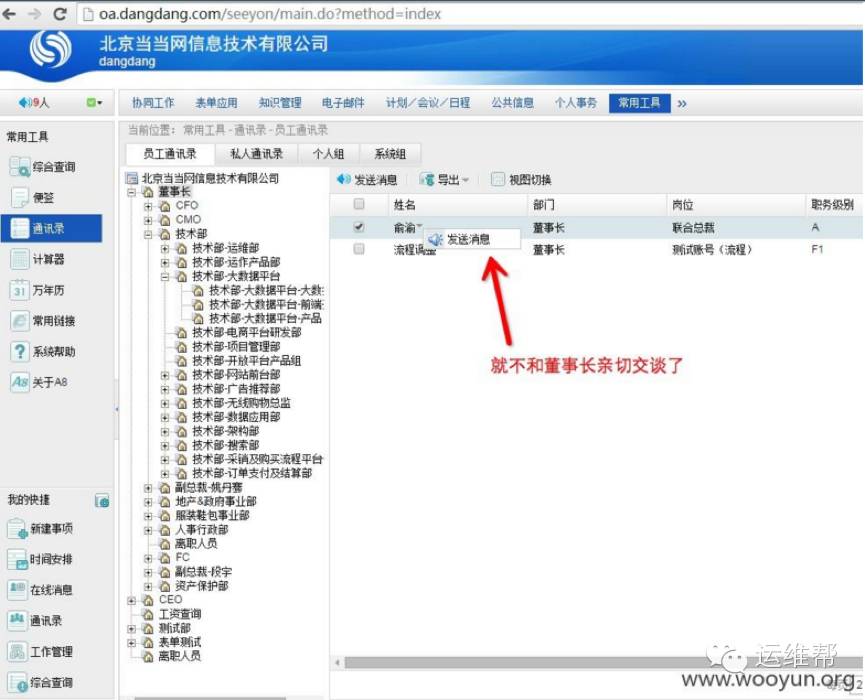 oa.dangdang.com/seeyon/main.do?method=index
北京当当网信息技术有限公司
dangdang
9人
协同工作 表单应用 知识管理 电子邮件 计划/会议/日程 公共信息 个人事务 常用工具 »
常用工具
当前位置: 常用工具 - 通讯录 - 员工通讯录
员工通讯录 私人通讯录 个人组 系统组
综合查询
便签
通讯录
计算器
31 万年历
常用链接
? 系统帮助
A8 关于A8
我的快捷
新建事项
时间安排
在线消息
通讯录
工作管理
综合查询
北京当当网信息技术有限公司
董事长
CFO
CMO
技术部
技术部-运维部
技术部-运作产品部
技术部-大数据平台
技术部-大数据平台-大数
技术部-大数据平台-前端
技术部-大数据平台-产品
技术部-电商平台研发部
技术部-项目管理部
技术部-开放平台产品组
技术部-网站前台部
技术部-广告推荐部
技术部-无线购物总监
技术部-数据应用部
技术部-架构部
技术部-搜索部
技术部-采销及购买流程平台
技术部-订单支付及结算部
副总裁-姚丹骞
地产&政府事业部
服装鞋包事业部
人事行政部
离职人员
FC
副总裁-段宇
资产保护部
CEO
工资查询
测试部
表单测试
离职人员
发送消息 导出 视图切换
姓名 部门 岗位 职务级别
俞渝 董事长 联合总裁 A
发送消息
流程调整 董事长 测试账号（流程） F1
就不和董事长亲切交谈了
运维帮
www.wooyun.org